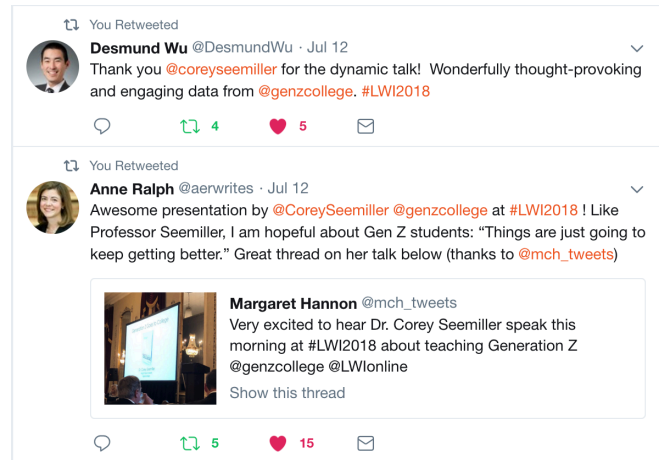 You Retweeted
Desmund Wu @DesmundWu · Jul 12
Thank you @coreyseemiller for the dynamic talk!  Wonderfully thought-provoking
and engaging data from @genzcollege. #LWI2018
4 5
You Retweeted
Anne Ralph @aerwrites · Jul 12
Awesome presentation by @CoreySeemiller @genzcollege at #LWI2018 ! Like
Professor Seemiller, I am hopeful about Gen Z students: “Things are just going to
keep getting better.” Great thread on her talk below (thanks to @mch_tweets)
Margaret Hannon @mch_tweets
Very excited to hear Dr. Corey Seemiller speak this
morning at #LWI2018 about teaching Generation Z
@genzcollege @LWIonline
Show this thread
5 15